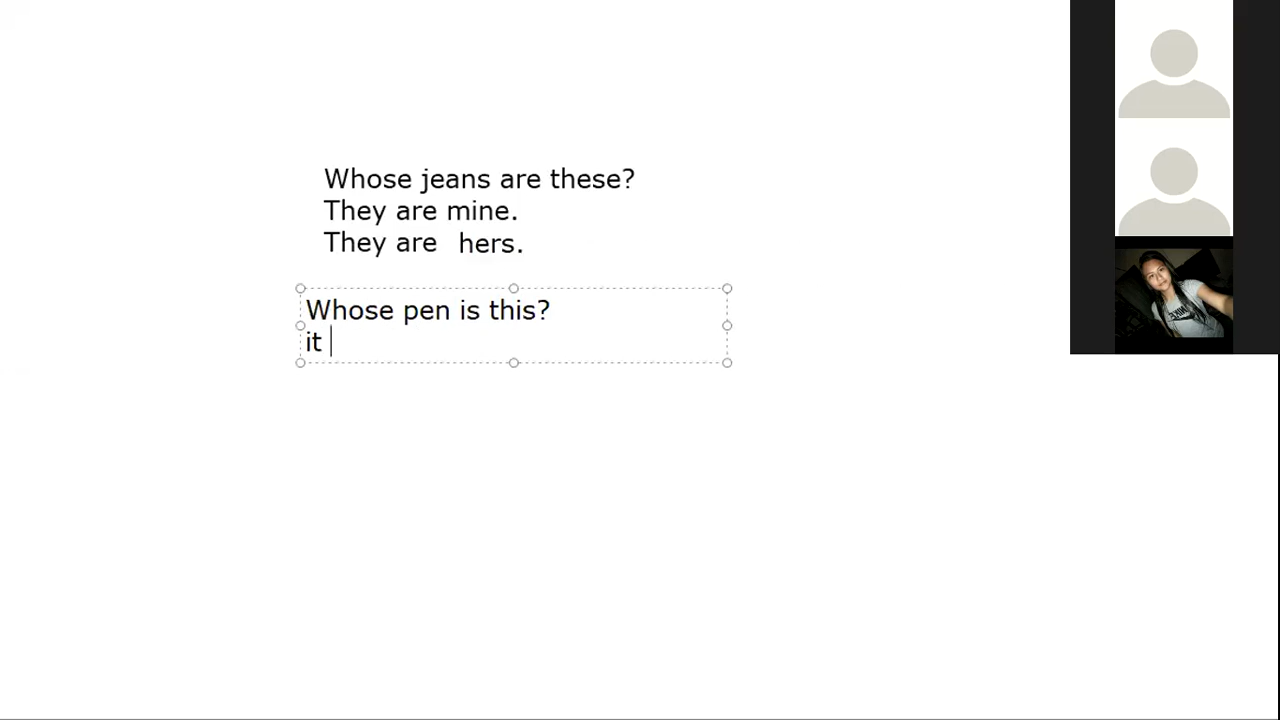 Whose jeans are these?
They are mine.
They are hers.
Whose pen is this?
it